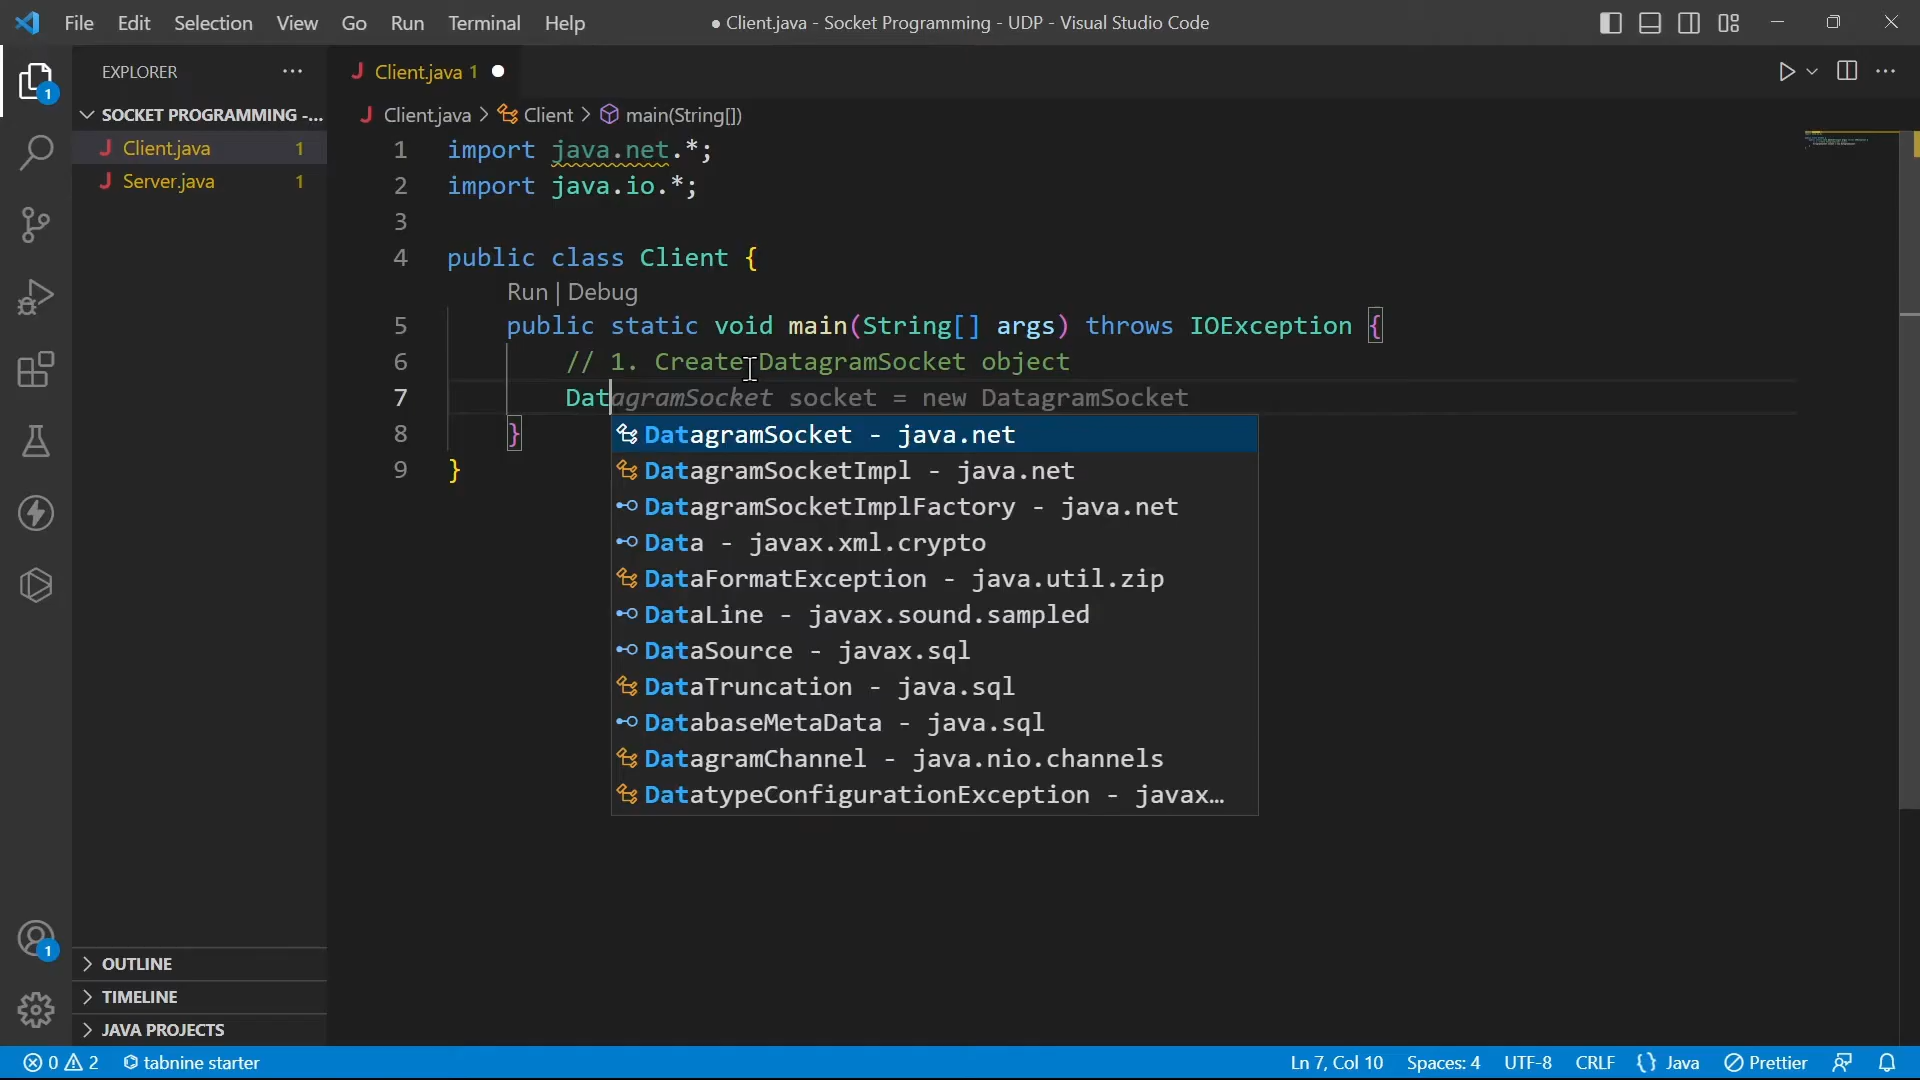 File Edit Selection View Go Run Terminal Help
● Client.java - Socket Programming - UDP - Visual Studio Code
EXPLORER
SOCKET PROGRAMMING -...
Client.java 1
Server.java 1
OUTLINE
TIMELINE
JAVA PROJECTS
1
1
J Client.java 1
J Client.java > Client > main(String[])
1 import java.net.*;
2 import java.io.*;
3
4 public class Client {
Run | Debug
5 public static void main(String[] args) throws IOException {
6 // 1. Create DatagramSocket object
7 DatagramSocket socket = new DatagramSocket
8 }
9 }
DatagramSocket - java.net
DatagramSocketImpl - java.net
DatagramSocketImplFactory - java.net
Data - javax.xml.crypto
DataFormatException - java.util.zip
DataLine - javax.sound.sampled
DataSource - javax.sql
DataTruncation - java.sql
DatabaseMetaData - java.sql
DatagramChannel - java.nio.channels
DatatypeConfigurationException - javax…
0 2 tabnine starter
Ln 7, Col 10 Spaces: 4 UTF-8 CRLF {} Java Prettier